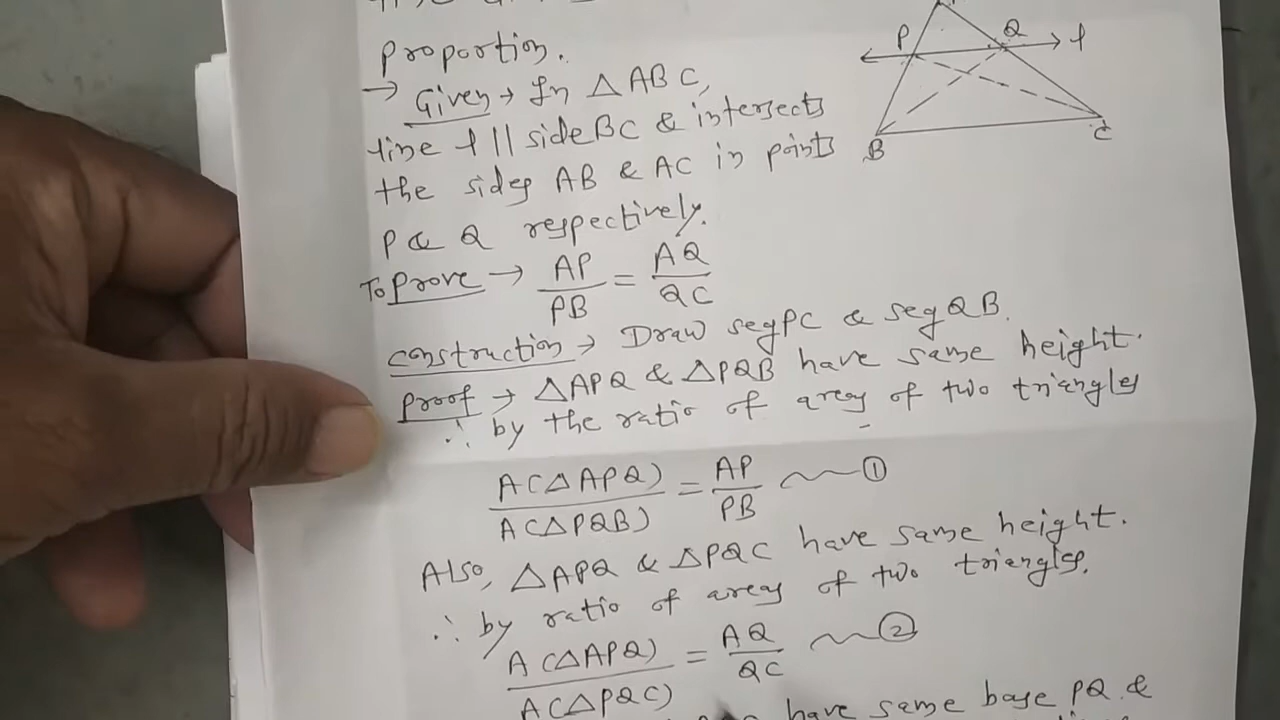 proportion.
→ Given → In △ABC,
line l || side BC & intersects
the sides AB & AC in points
P & Q respectively.
To Prove → AP/PB = AQ/QC
Construction → Draw seg PC & seg QB.
Proof → △APQ & △PQB have same height.
∴ by the ratio of areas of two triangles
A(△APQ)/A(△PQB) = AP/PB ~ ①
Also, △APQ & △PQC have same height.
∴ by ratio of areas of two triangles.
A(△APQ)/A(△PQC) = AQ/QC ~ ②
have same base PQ &
P Q l
B C